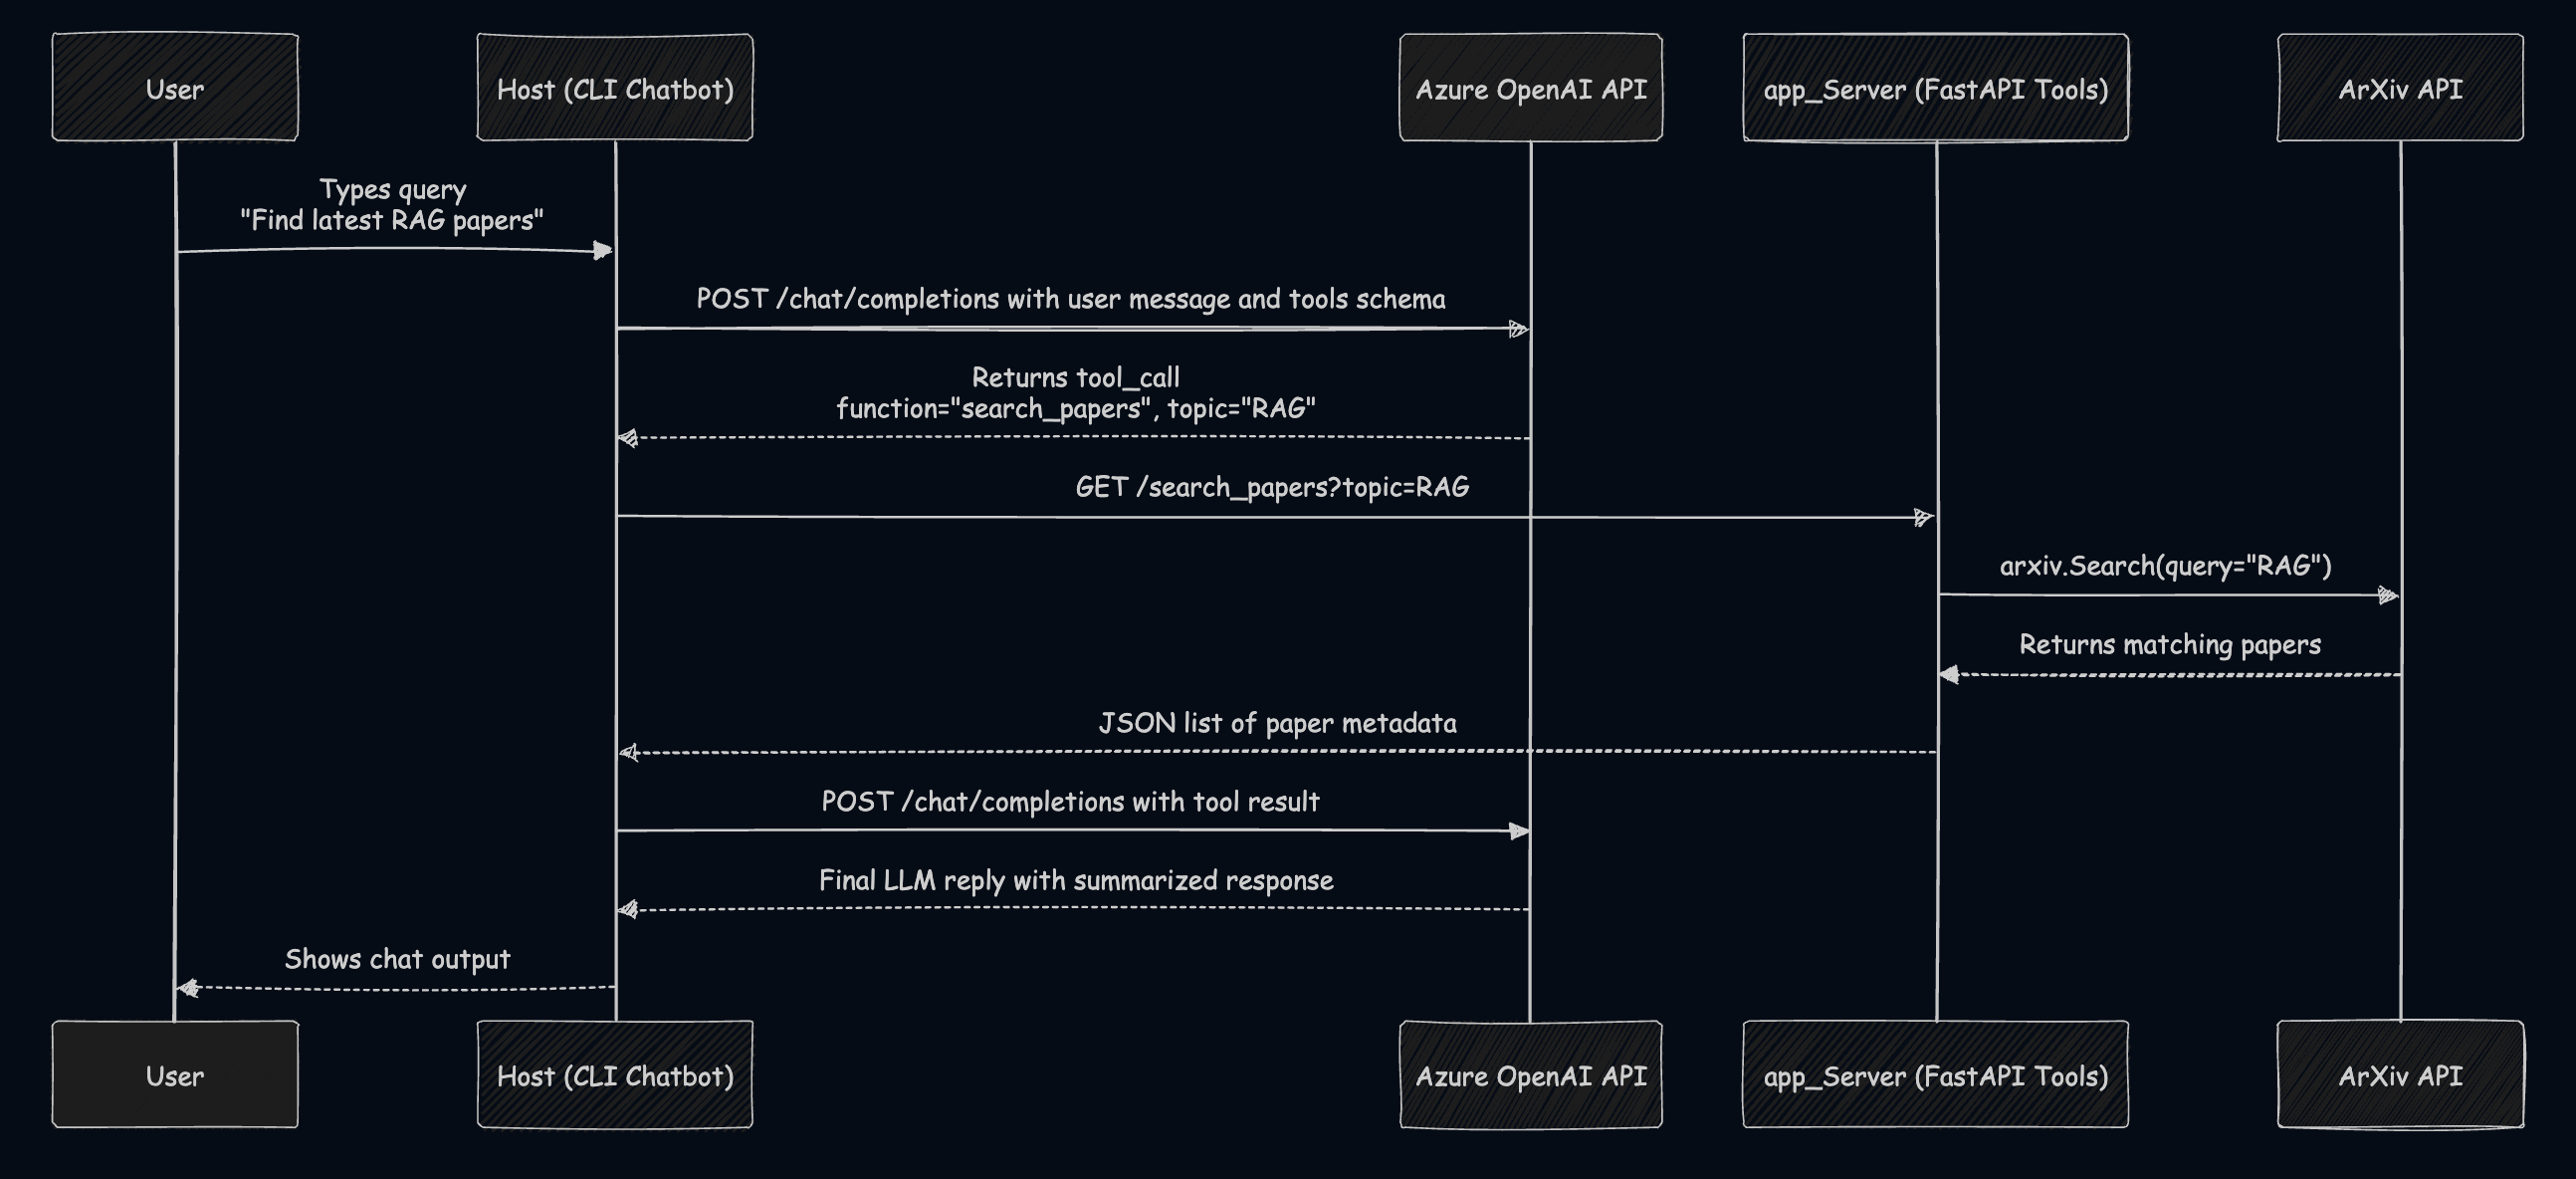 User
Host (CLI Chatbot)
Azure OpenAI API
app_Server (FastAPI Tools)
ArXiv API
Types query
"Find latest RAG papers"
POST /chat/completions with user message and tools schema
Returns tool_call
function="search_papers", topic="RAG"
GET /search_papers?topic=RAG
arxiv.Search(query="RAG")
Returns matching papers
JSON list of paper metadata
POST /chat/completions with tool result
Final LLM reply with summarized response
Shows chat output
User
Host (CLI Chatbot)
Azure OpenAI API
app_Server (FastAPI Tools)
ArXiv API